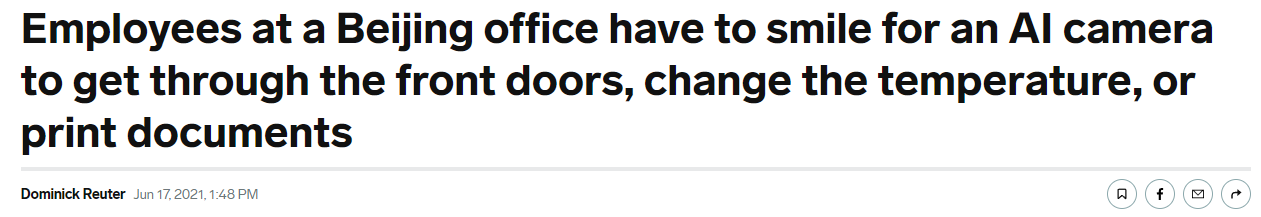 Employees at a Beijing office have to smile for an AI camera
to get through the front doors, change the temperature, or
print documents
Dominick Reuter Jun 17, 2021, 1:48 PM